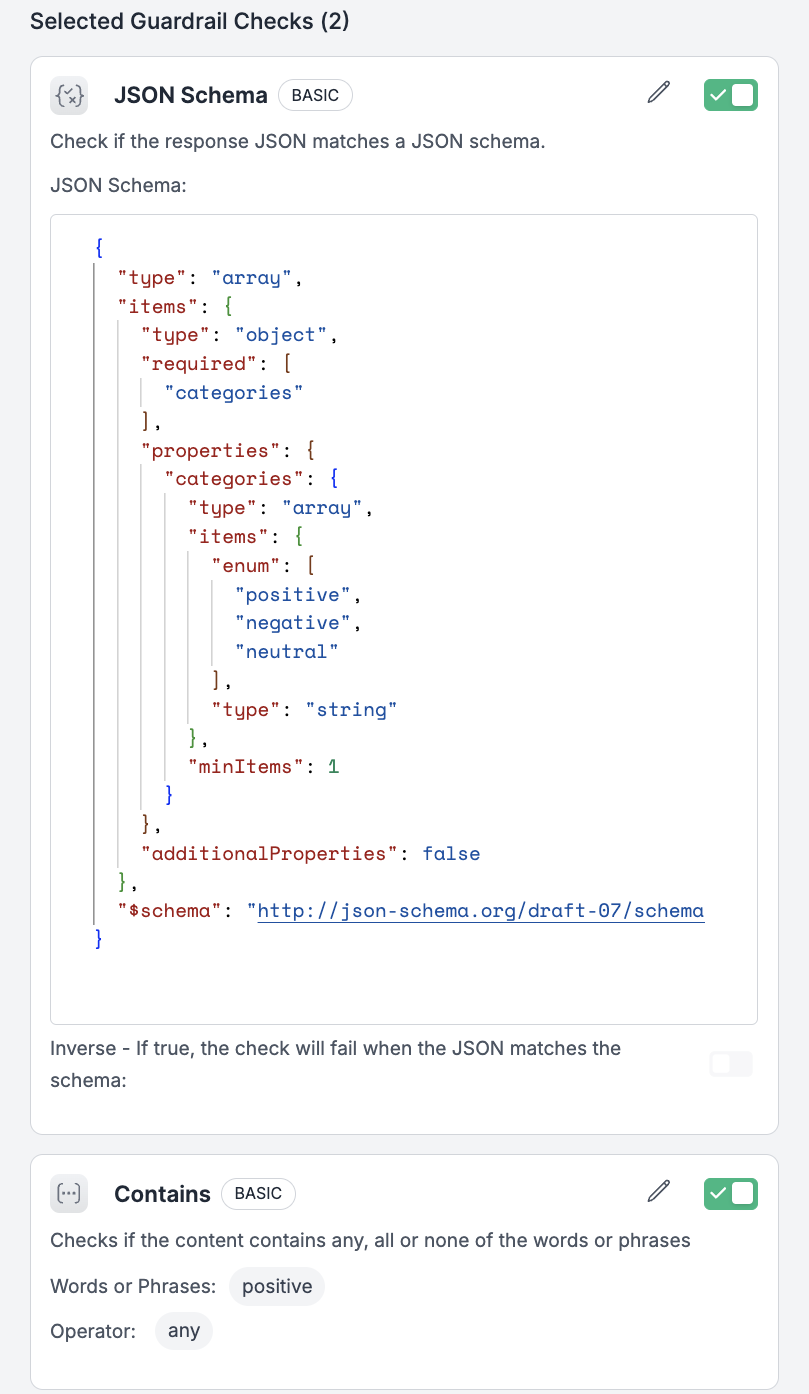 Selected Guardrail Checks (2)
JSON Schema BASIC
Check if the response JSON matches a JSON schema.
JSON Schema:
{
  "type": "array",
  "items": {
    "type": "object",
    "required": [
      "categories"
    ],
    "properties": {
      "categories": {
        "type": "array",
        "items": {
          "enum": [
            "positive",
            "negative",
            "neutral"
          ],
          "type": "string"
        },
        "minItems": 1
      }
    },
    "additionalProperties": false
  },
  "$schema": "http://json-schema.org/draft-07/schema
}
Inverse - If true, the check will fail when the JSON matches the
schema:
Contains BASIC
Checks if the content contains any, all or none of the words or phrases
Words or Phrases: positive
Operator: any